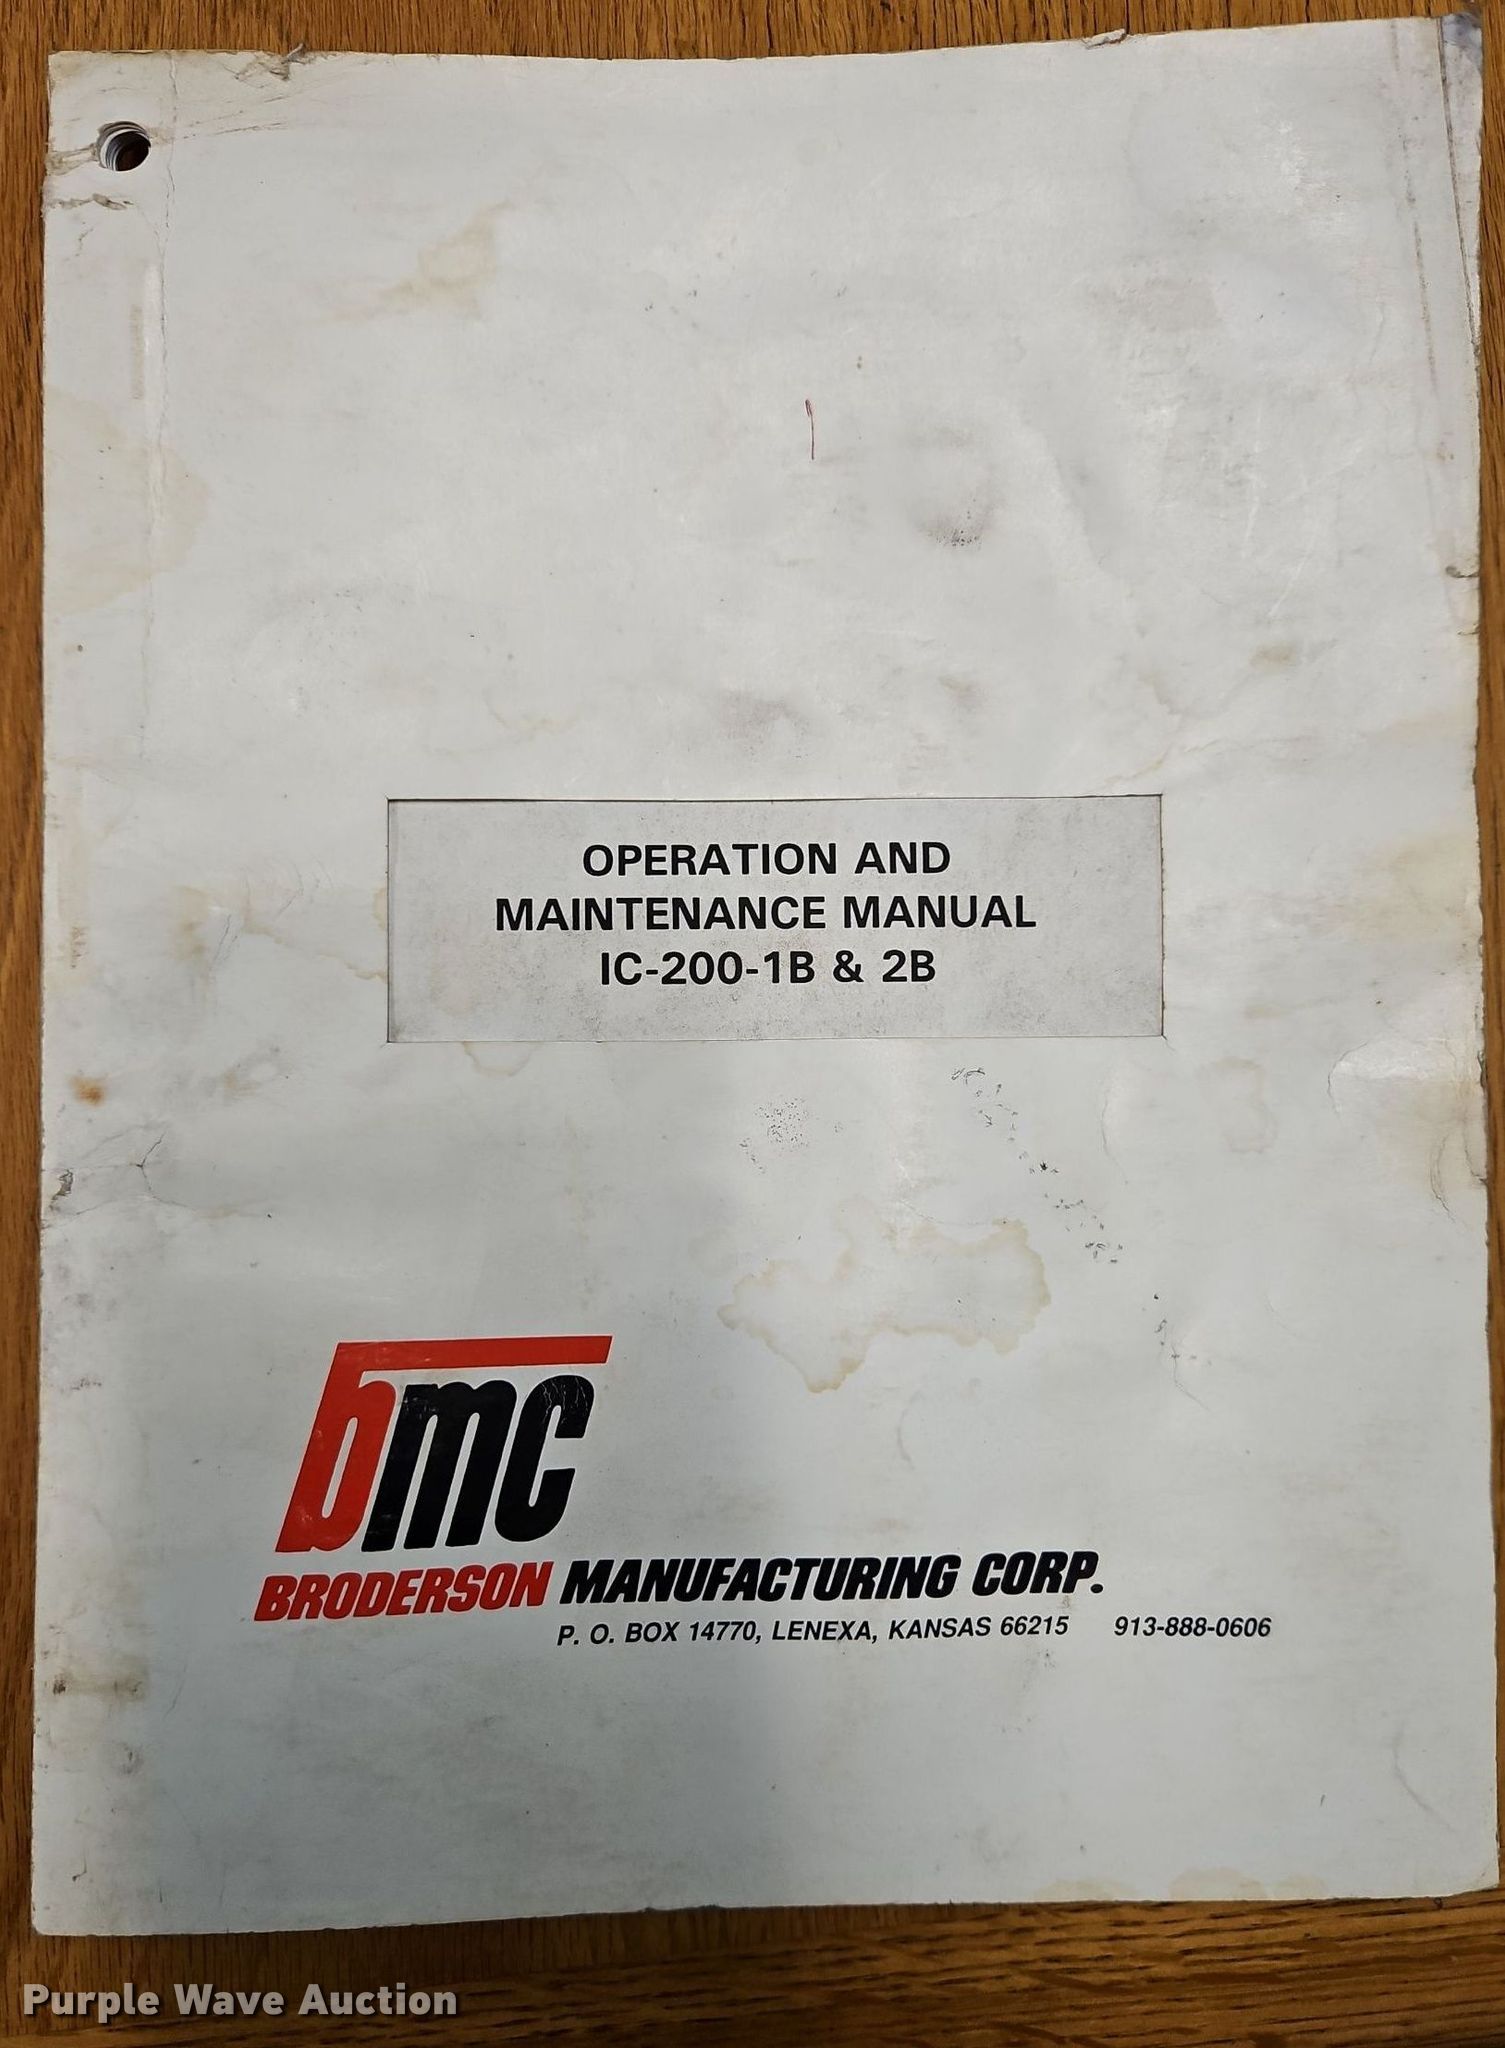 OPERATION AND
MAINTENANCE MANUAL
IC-200-1B & 2B
bmc
BRODERSON MANUFACTURING CORP.
P. O. BOX 14770, LENEXA, KANSAS 66215 913-888-0606
Purple Wave Auction